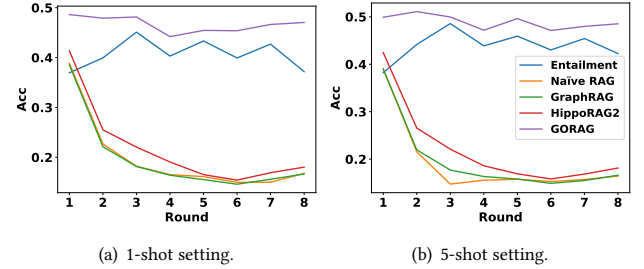 0.5
0.4
0.3
0.2
Acc
1 2 3 4 5 6 7 8
Round
(a) 1-shot setting.
0.5
0.4
0.3
0.2
Acc
Entailment
Naïve RAG
GraphRAG
HippoRAG2
GORAG
1 2 3 4 5 6 7 8
Round
(b) 5-shot setting.